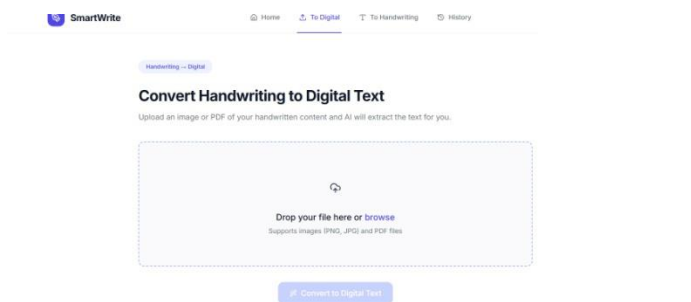 SmartWrite Home To Digital To Handwriting History
Handwriting → Digital
Convert Handwriting to Digital Text
Upload an image or PDF of your handwritten content and AI will extract the text for you.
Drop your file here or browse
Supports images (PNG, JPG) and PDF files
Convert to Digital Text